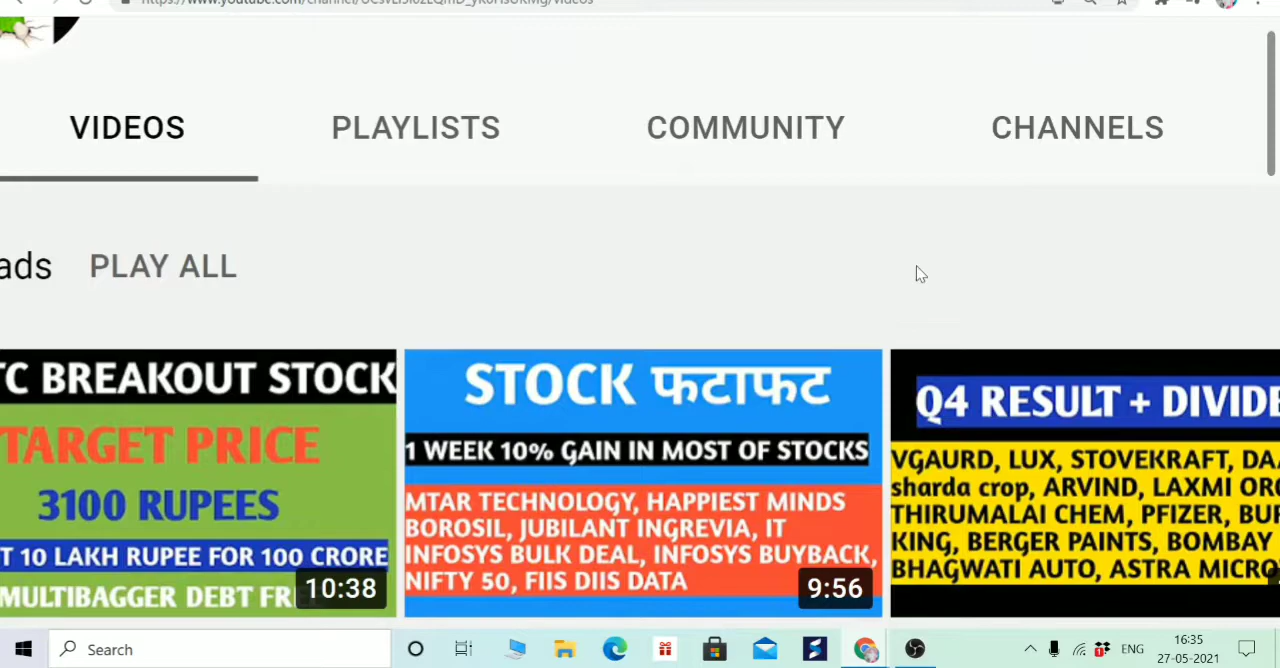 VIDEOS PLAYLISTS COMMUNITY CHANNELS
ads PLAY ALL
TC BREAKOUT STOCK
TARGET PRICE
3100 RUPEES
T 10 LAKH RUPEE FOR 100 CRORE
MULTIBAGGER DEBT FR
10:38
STOCK फटाफट
1 WEEK 10% GAIN IN MOST OF STOCKS
MTAR TECHNOLOGY, HAPPIEST MINDS
BOROSIL, JUBILANT INGREVIA, IT
INFOSYS BULK DEAL, INFOSYS BUYBACK,
NIFTY 50, FIIS DIIS DATA
9:56
Q4 RESULT + DIVIDE
VGAURD, LUX, STOVEKRAFT, DA
sharda crop, ARVIND, LAXMI OR
THIRUMALAI CHEM, PFIZER, BU
KING, BERGER PAINTS, BOMBAY
BHAGWATI AUTO, ASTRA MICRO
Search
ENG
16:35
27-05-2021